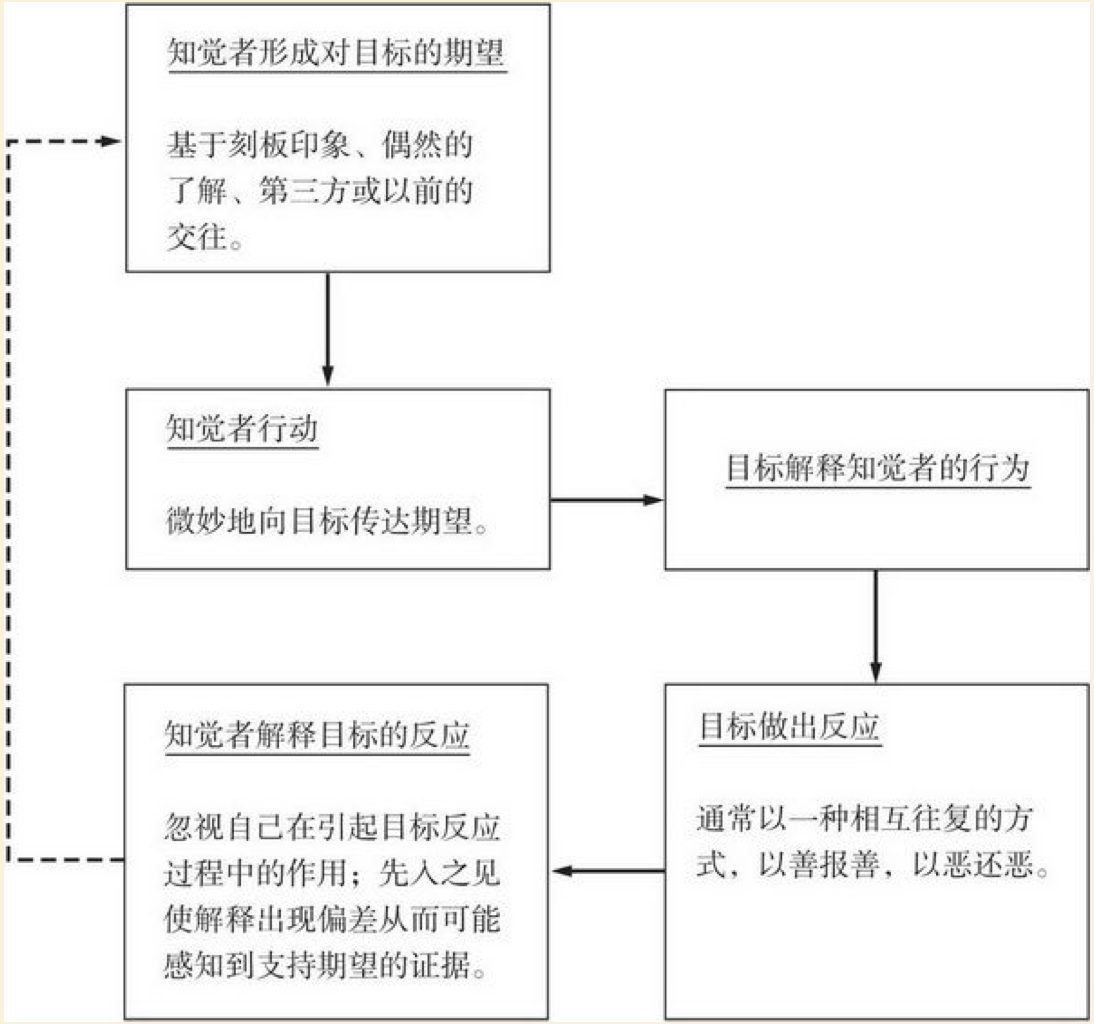 知觉者形成对目标的期望
基于刻板印象、偶然的
了解、第三方或以前的
交往。
知觉者行动
微妙地向目标传达期望。
目标解释知觉者的行为
目标做出反应
通常以一种相互往复的方
式，以善报善，以恶还恶。
知觉者解释目标的反应
忽视自己在引起目标反应
过程中的作用；先入之见
使解释出现偏差从而可能
感知到支持期望的证据。